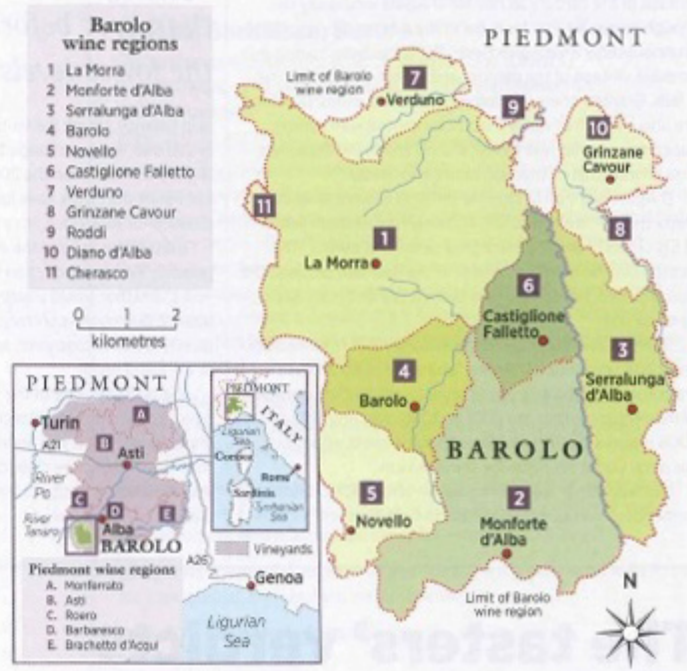 Barolo
wine regions
1 La Morra
2 Monforte d'Alba
3 Serralunga d'Alba
4 Barolo
5 Novello
6 Castiglione Falletto
7 Verduno
8 Grinzane Cavour
9 Roddi
10 Diano d'Alba
11 Cherasco
0 1 2
kilometres
PIEDMONT
Limit of Barolo
wine region
7
Verduno
9
10
Grinzane
Cavour
11
8
1
La Morra
6
Castiglione
Falletto
3
Serralunga
d'Alba
4
Barolo
BAROLO
5
Novello
2
Monforte
d'Alba
Limit of Barolo
wine region
N
PIEDMONT
Turin
A21
A
B
Asti
River
Po
C
D
E
River
Tanaro
Alba
BAROLO
A26
Genoa
Ligurian
Sea
Vineyards
Piedmont wine regions
A. Monferrato
B. Asti
C. Roero
D. Barbaresco
E. Brachetto d'Acqui
PIEDMONT
ITALY
Ligurian
Sea
Corsica
Rome
Sardinia
Tyrrhenian
Sea